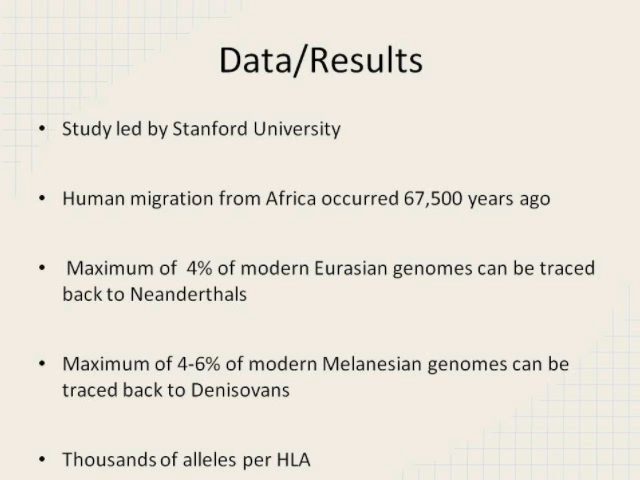 Data/Results
• Study led by Stanford University
• Human migration from Africa occurred 67,500 years ago
• Maximum of 4% of modern Eurasian genomes can be traced
back to Neanderthals
• Maximum of 4-6% of modern Melanesian genomes can be
traced back to Denisovans
• Thousands of alleles per HLA